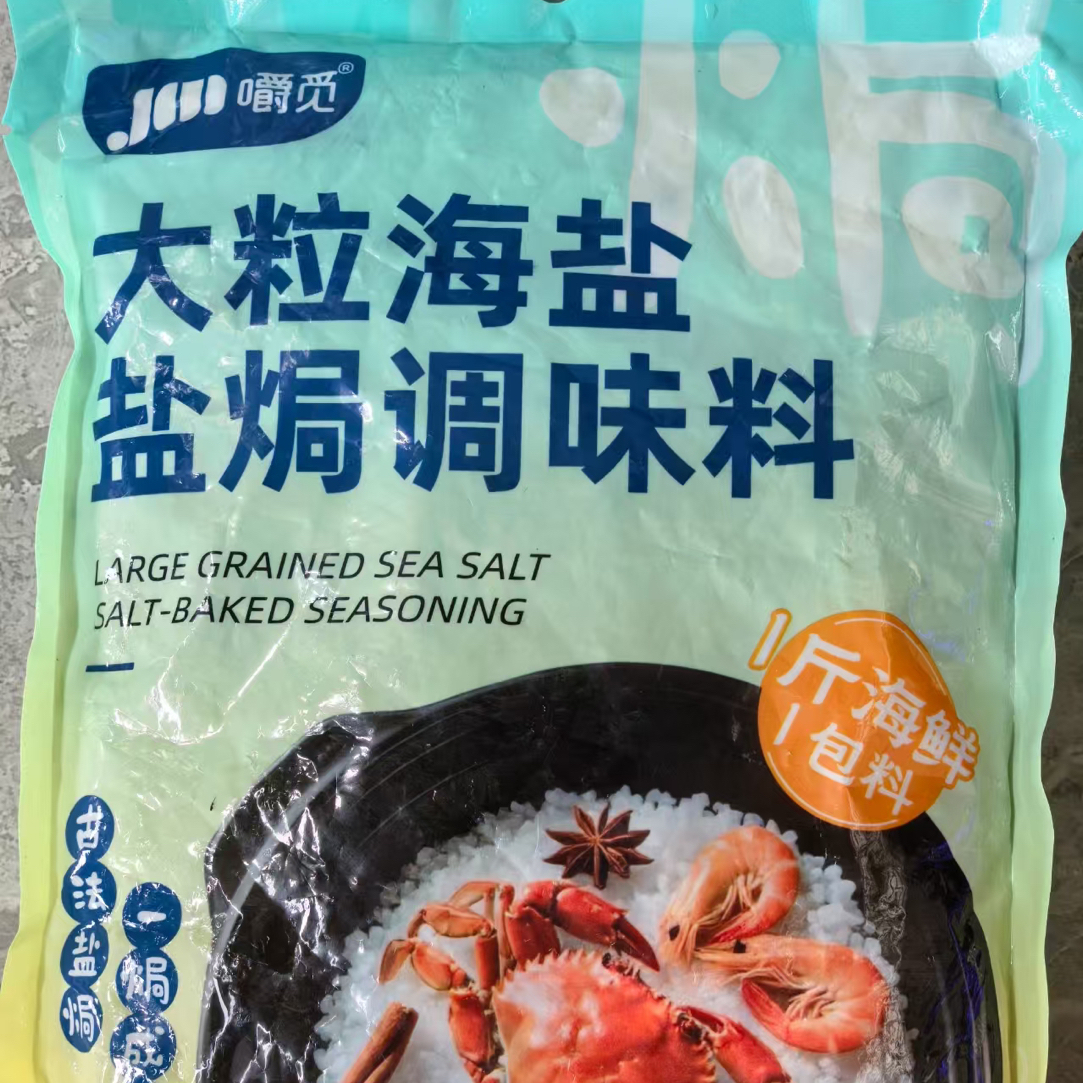 JM 嚼觅®
焗
大粒海盐
盐焗调味料
LARGE GRAINED SEA SALT
SALT-BAKED SEASONING
1斤海鲜
1包料
古法盐焗
一焗成